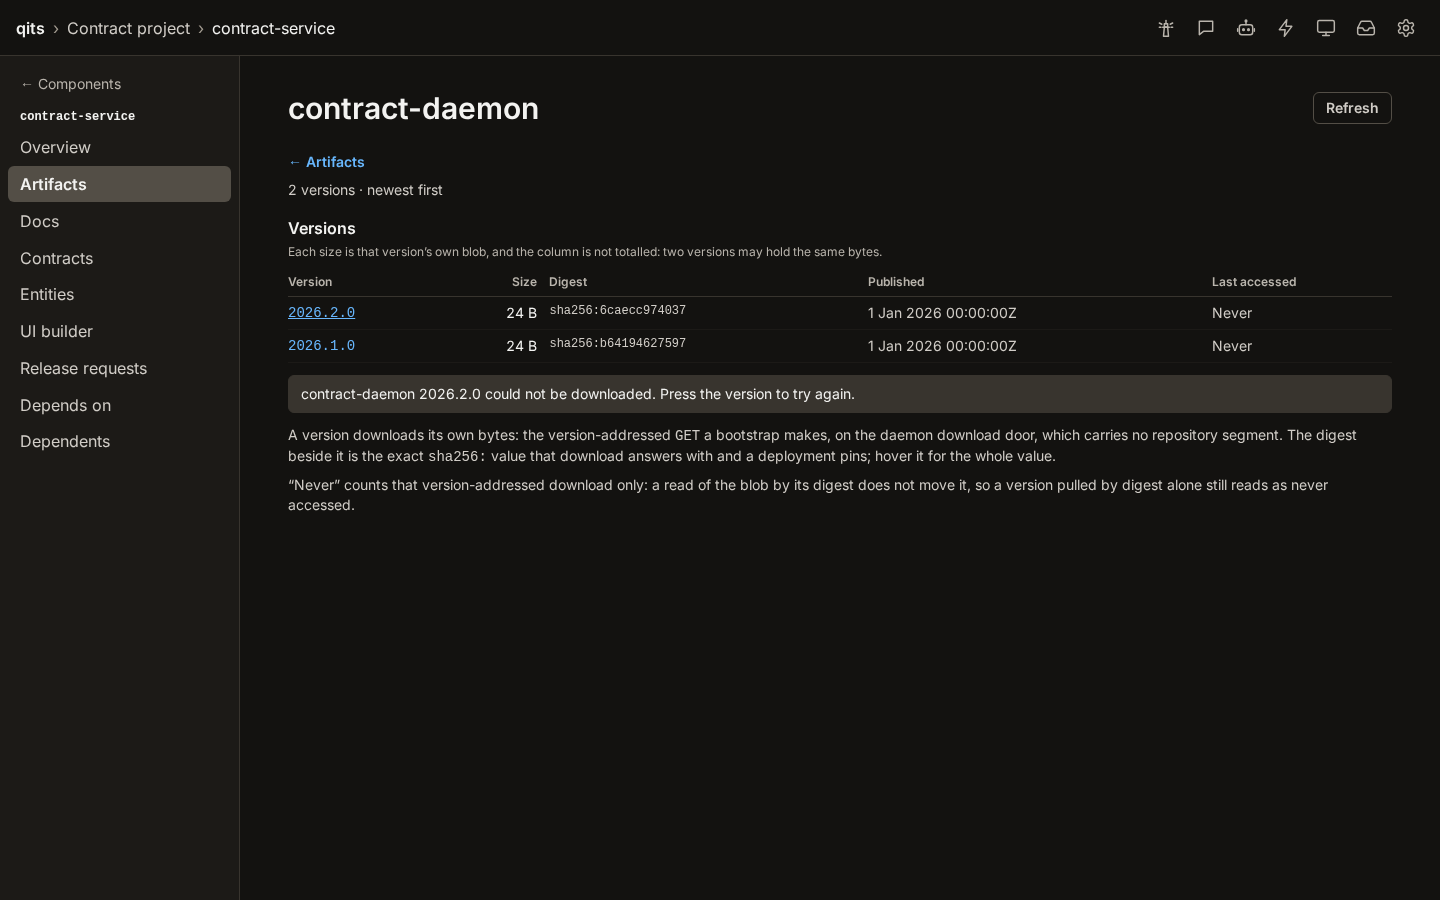 qits › Contract project › contract-service
← Components
contract-service
Overview
Artifacts
Docs
Contracts
Entities
UI builder
Release requests
Depends on
Dependents
contract-daemon
Refresh
← Artifacts
2 versions · newest first
Versions
Each size is that version’s own blob, and the column is not totalled: two versions may hold the same bytes.
Version Size Digest Published Last accessed
2026.2.0 24 B sha256:6caecc974037 1 Jan 2026 00:00:00Z Never
2026.1.0 24 B sha256:b64194627597 1 Jan 2026 00:00:00Z Never
contract-daemon 2026.2.0 could not be downloaded. Press the version to try again.
A version downloads its own bytes: the version-addressed GET a bootstrap makes, on the daemon download door, which carries no repository segment. The digest
beside it is the exact sha256: value that download answers with and a deployment pins; hover it for the whole value.
“Never” counts that version-addressed download only: a read of the blob by its digest does not move it, so a version pulled by digest alone still reads as never
accessed.